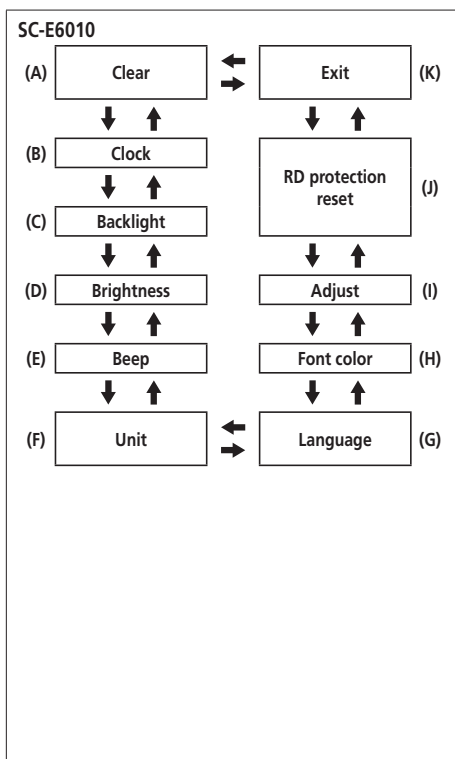 SC-E6010
(A) Clear Exit (K)
(B) Clock
RD protection
reset (J)
(C) Backlight
(D) Brightness Adjust (I)
(E) Beep Font color (H)
(F) Unit Language (G)